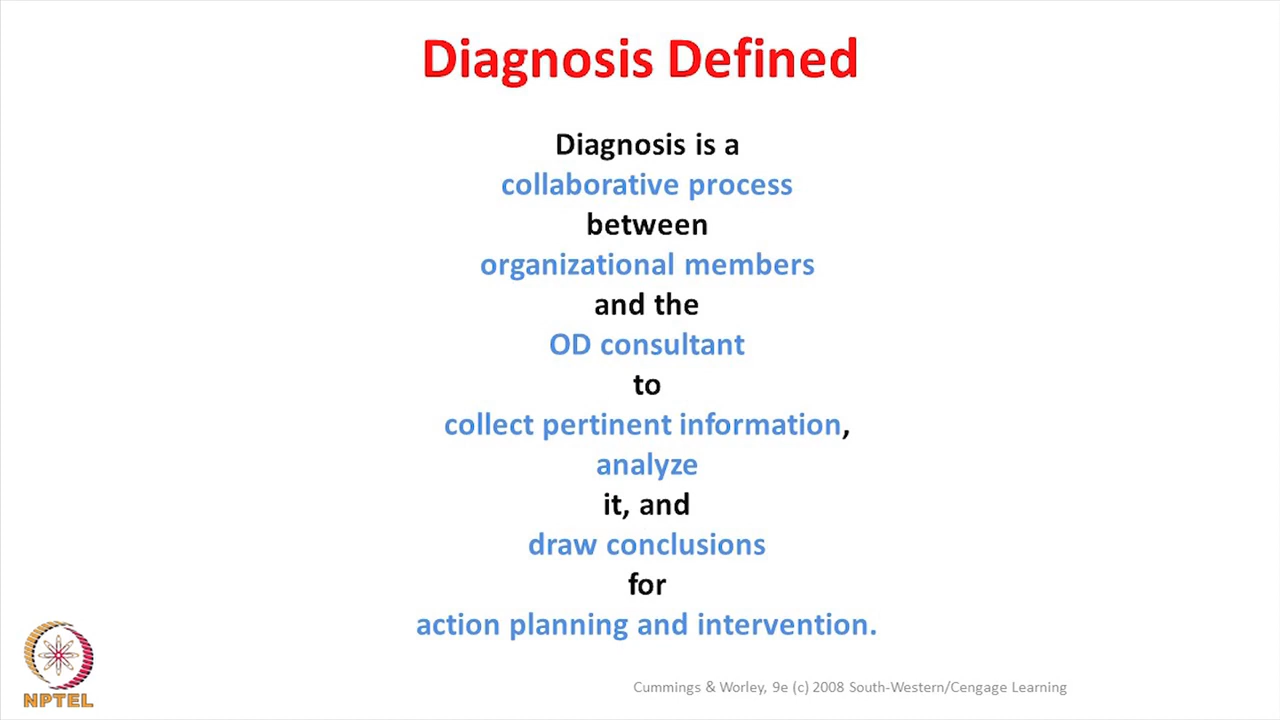 Diagnosis Defined
Diagnosis is a
collaborative process
between
organizational members
and the
OD consultant
to
collect pertinent information,
analyze
it, and
draw conclusions
for
action planning and intervention.
NPTEL
Cummings & Worley, 9e (c) 2008 South-Western/Cengage Learning